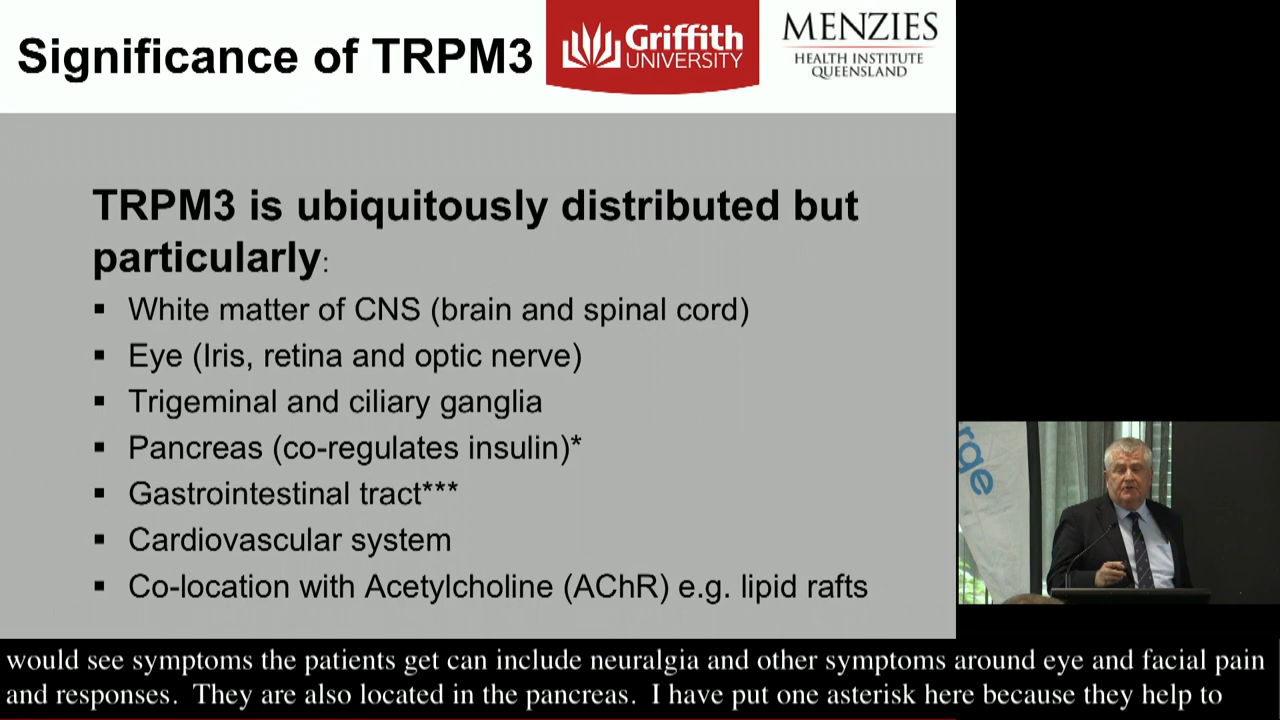 Significance of TRPM3
Griffith
UNIVERSITY
MENZIES
HEALTH INSTITUTE
QUEENSLAND
TRPM3 is ubiquitously distributed but
particularly:
▪ White matter of CNS (brain and spinal cord)
▪ Eye (Iris, retina and optic nerve)
▪ Trigeminal and ciliary ganglia
▪ Pancreas (co-regulates insulin)*
▪ Gastrointestinal tract***
▪ Cardiovascular system
▪ Co-location with Acetylcholine (AChR) e.g. lipid rafts
would see symptoms the patients get can include neuralgia and other symptoms around eye and facial pain
and responses.  They are also located in the pancreas.  I have put one asterisk here because they help to